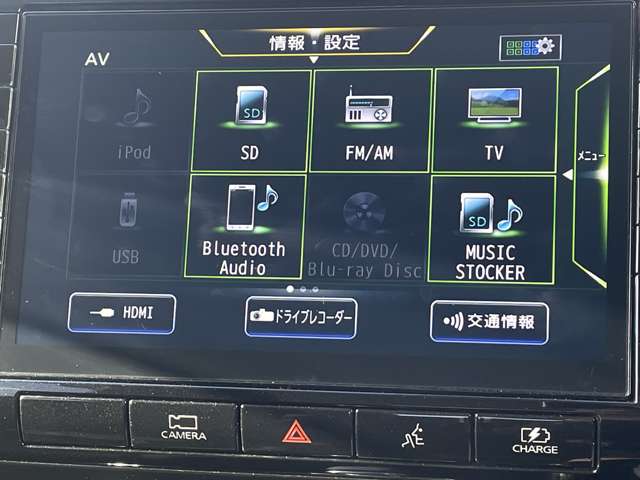 情報・設定
AV
iPod
SD
SD
FM/AM
TV
メニュー
USB
Bluetooth
Audio
CD/DVD/
Blu-ray Disc
SD
MUSIC
STOCKER
HDMI
ドライブレコーダー
交通情報
CAMERA
CHARGE